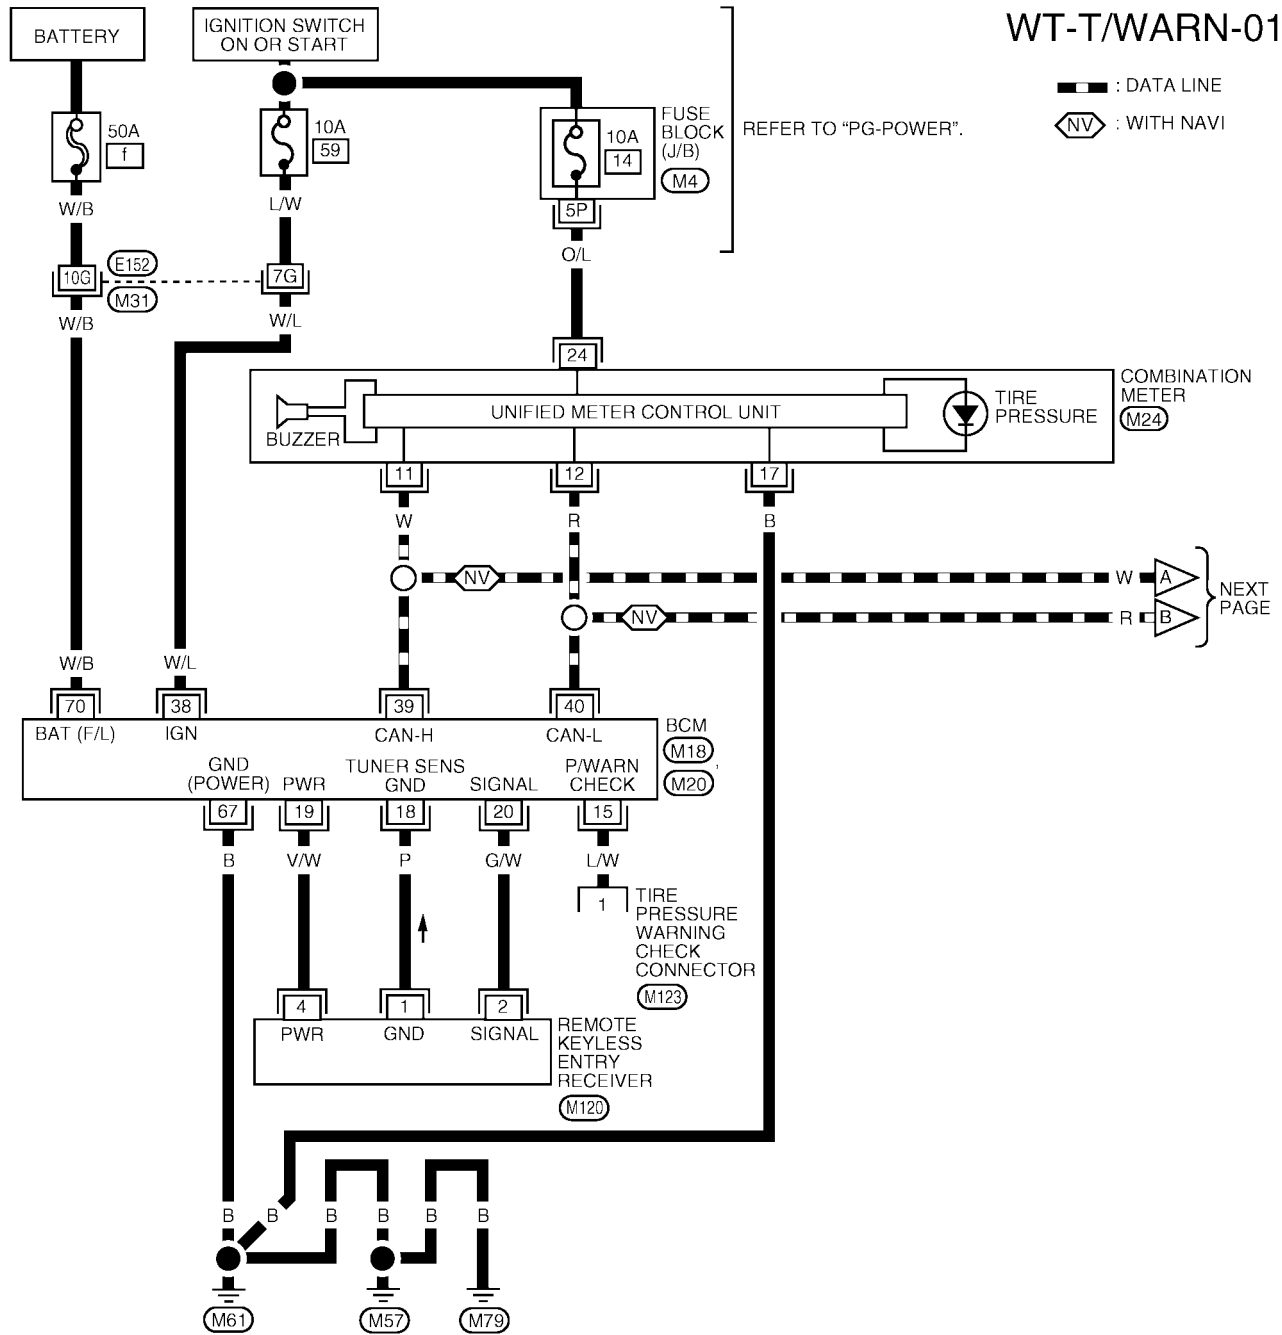 WT-T/WARN-01
BATTERY
IGNITION SWITCH
ON OR START
: DATA LINE
NV : WITH NAVI
50A
f
10A
59
10A
14
FUSE
BLOCK
(J/B)
M4
REFER TO “PG-POWER”.
5P
W/B
L/W
O/L
10G
E152
M31
7G
W/B
W/L
24
COMBINATION
METER
M24
BUZZER
UNIFIED METER CONTROL UNIT
TIRE
PRESSURE
11
12
17
W
R
B
NV
W
A
NV
R
B
NEXT
PAGE
W/B
W/L
70
38
39
40
BAT (F/L)
IGN
CAN-H
CAN-L
BCM
M18
,
M20
GND
(POWER)
PWR
TUNER SENS
GND
SIGNAL
P/WARN
CHECK
67
19
18
20
15
B
V/W
P
G/W
L/W
1
TIRE
PRESSURE
WARNING
CHECK
CONNECTOR
M123
4
1
2
PWR
GND
SIGNAL
REMOTE
KEYLESS
ENTRY
RECEIVER
M120
B
B
B
B
B
B
M61
M57
M79